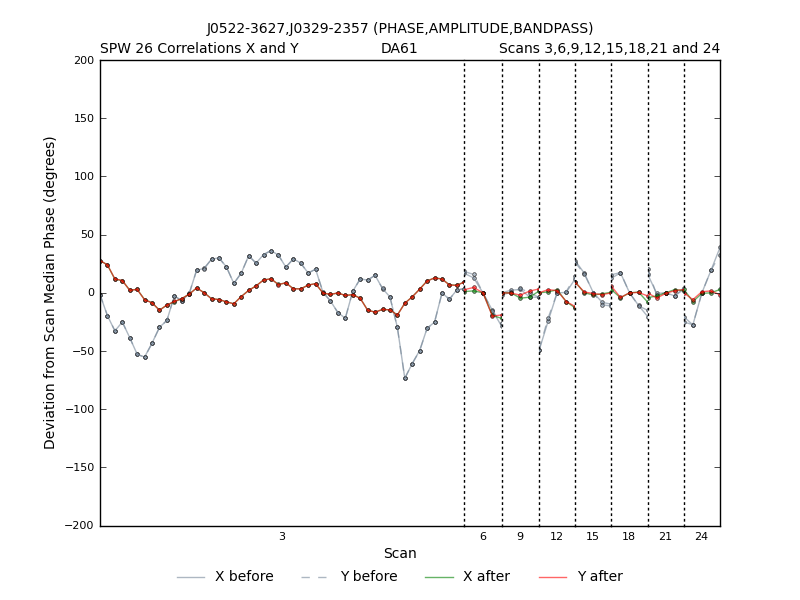 J0522-3627,J0329-2357 (PHASE,AMPLITUDE,BANDPASS)
SPW 26 Correlations X and Y DA61 Scans 3,6,9,12,15,18,21 and 24
200
150
100
50
0
−50
−100
−150
−200
Deviation from Scan Median Phase (degrees)
3 6 9 12 15 18 21 24
Scan
X before Y before X after Y after